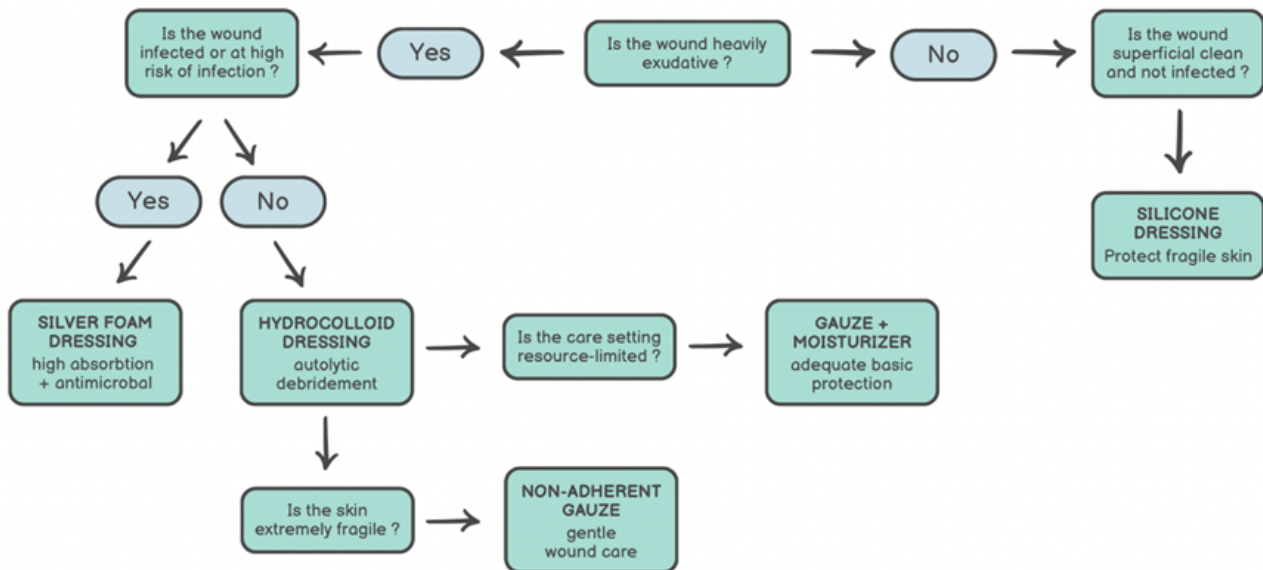 Is the wound
infected or at high
risk of infection ?
Yes
Is the wound heavily
exudative ?
No
Is the wound
superficial clean
and not infected ?
Yes
No
SILICONE
DRESSING
Protect fragile skin
SILVER FOAM
DRESSING
high absorbtion
+ antimicrobial
HYDROCOLLOID
DRESSING
autolytic
debridement
Is the care setting
resource-limited ?
GAUZE +
MOISTURIZER
adequate basic
protection
Is the skin
extremely fragile ?
NON-ADHERENT
GAUZE
gentle
wound care